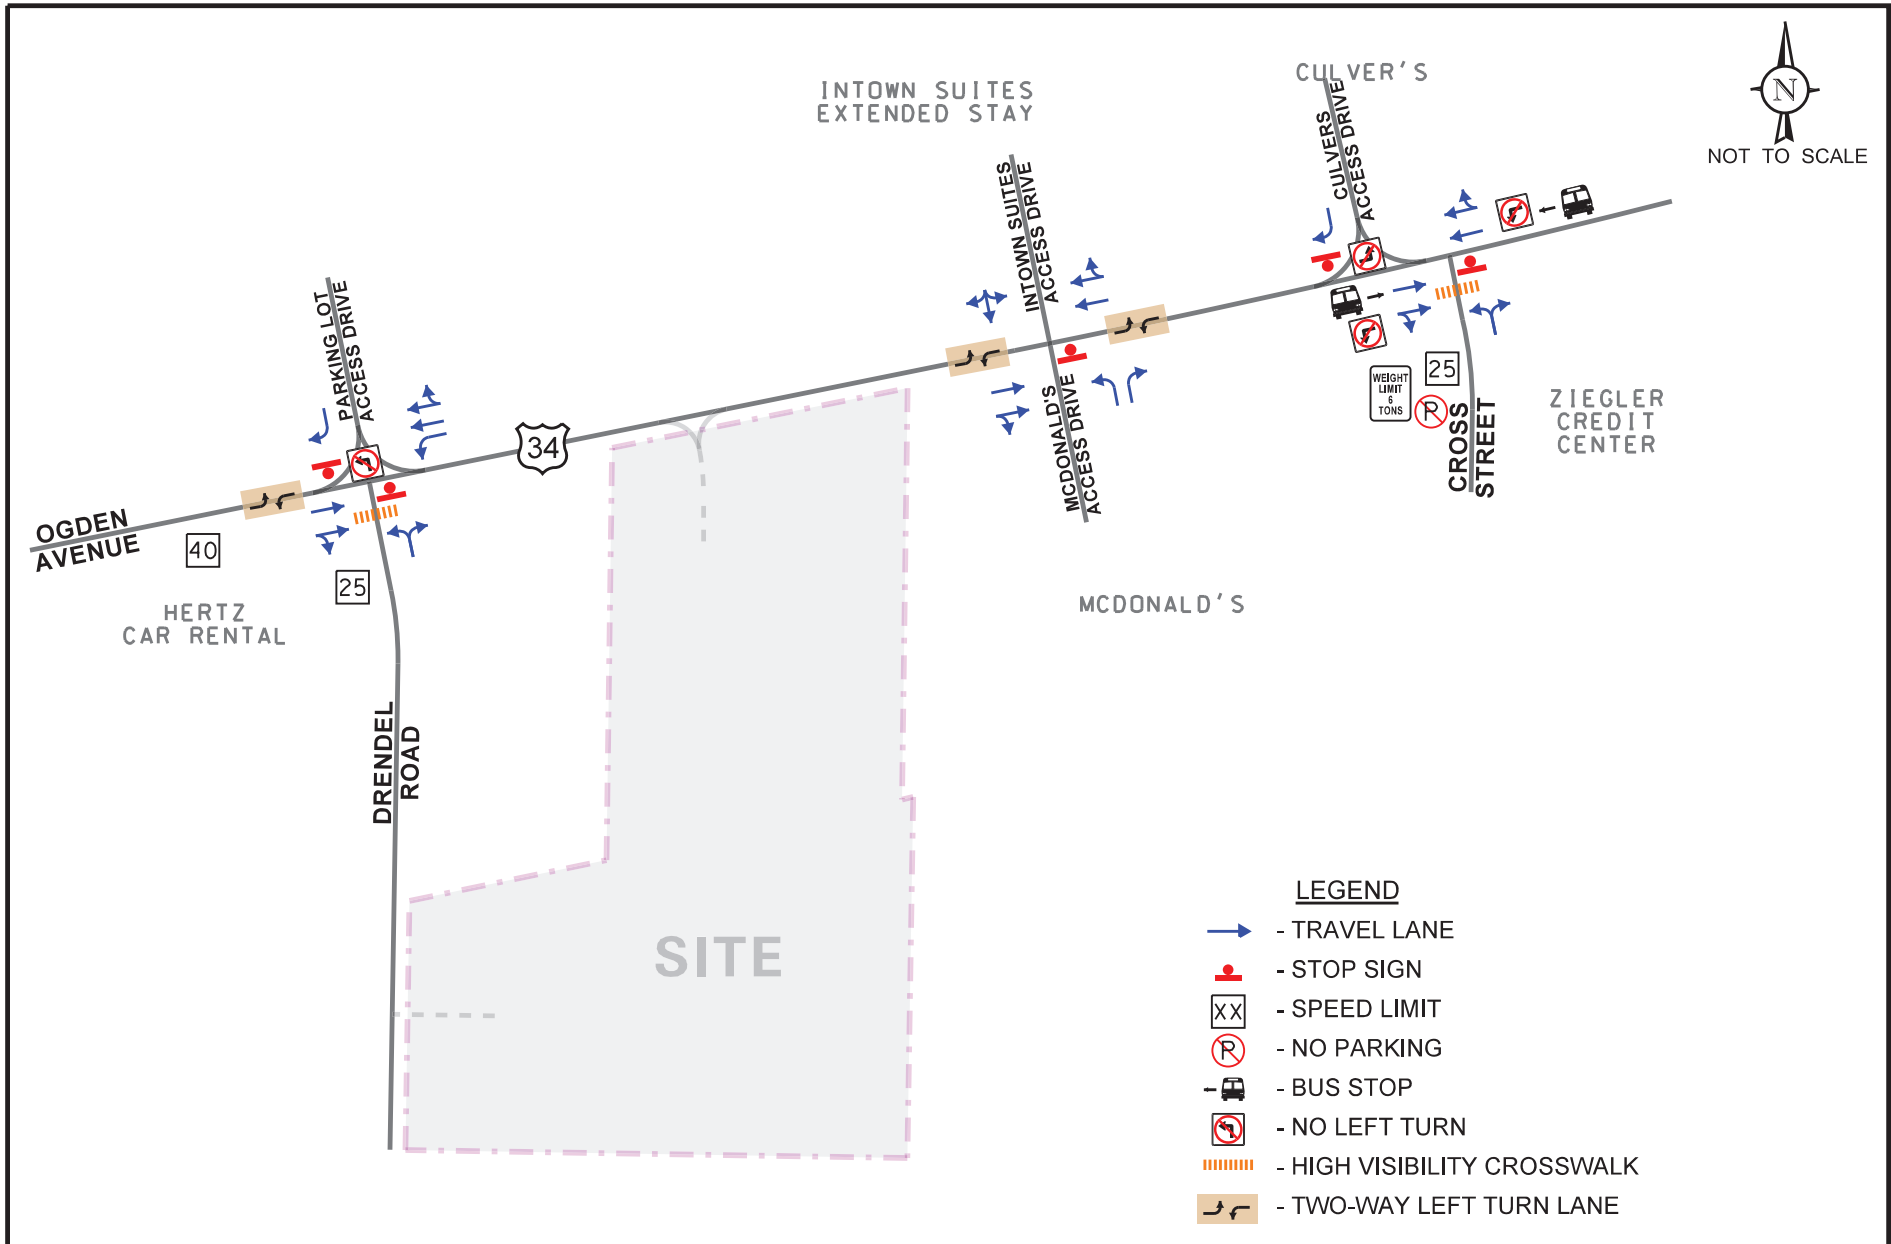 INTOWN SUITES
EXTENDED STAY
CULVER'S
N
NOT TO SCALE
CULVERS
ACCESS DRIVE
INTOWN SUITES
ACCESS DRIVE
PARKING LOT
ACCESS DRIVE
34
OGDEN
AVENUE
40
25
HERTZ
CAR RENTAL
MCDONALD'S
ACCESS DRIVE
WEIGHT
LIMIT
6
TONS
25
P
CROSS
STREET
ZIEGLER
CREDIT
CENTER
MCDONALD'S
DRENDEL
ROAD
SITE
LEGEND
- TRAVEL LANE
- STOP SIGN
XX - SPEED LIMIT
P - NO PARKING
- BUS STOP
- NO LEFT TURN
- HIGH VISIBILITY CROSSWALK
- TWO-WAY LEFT TURN LANE